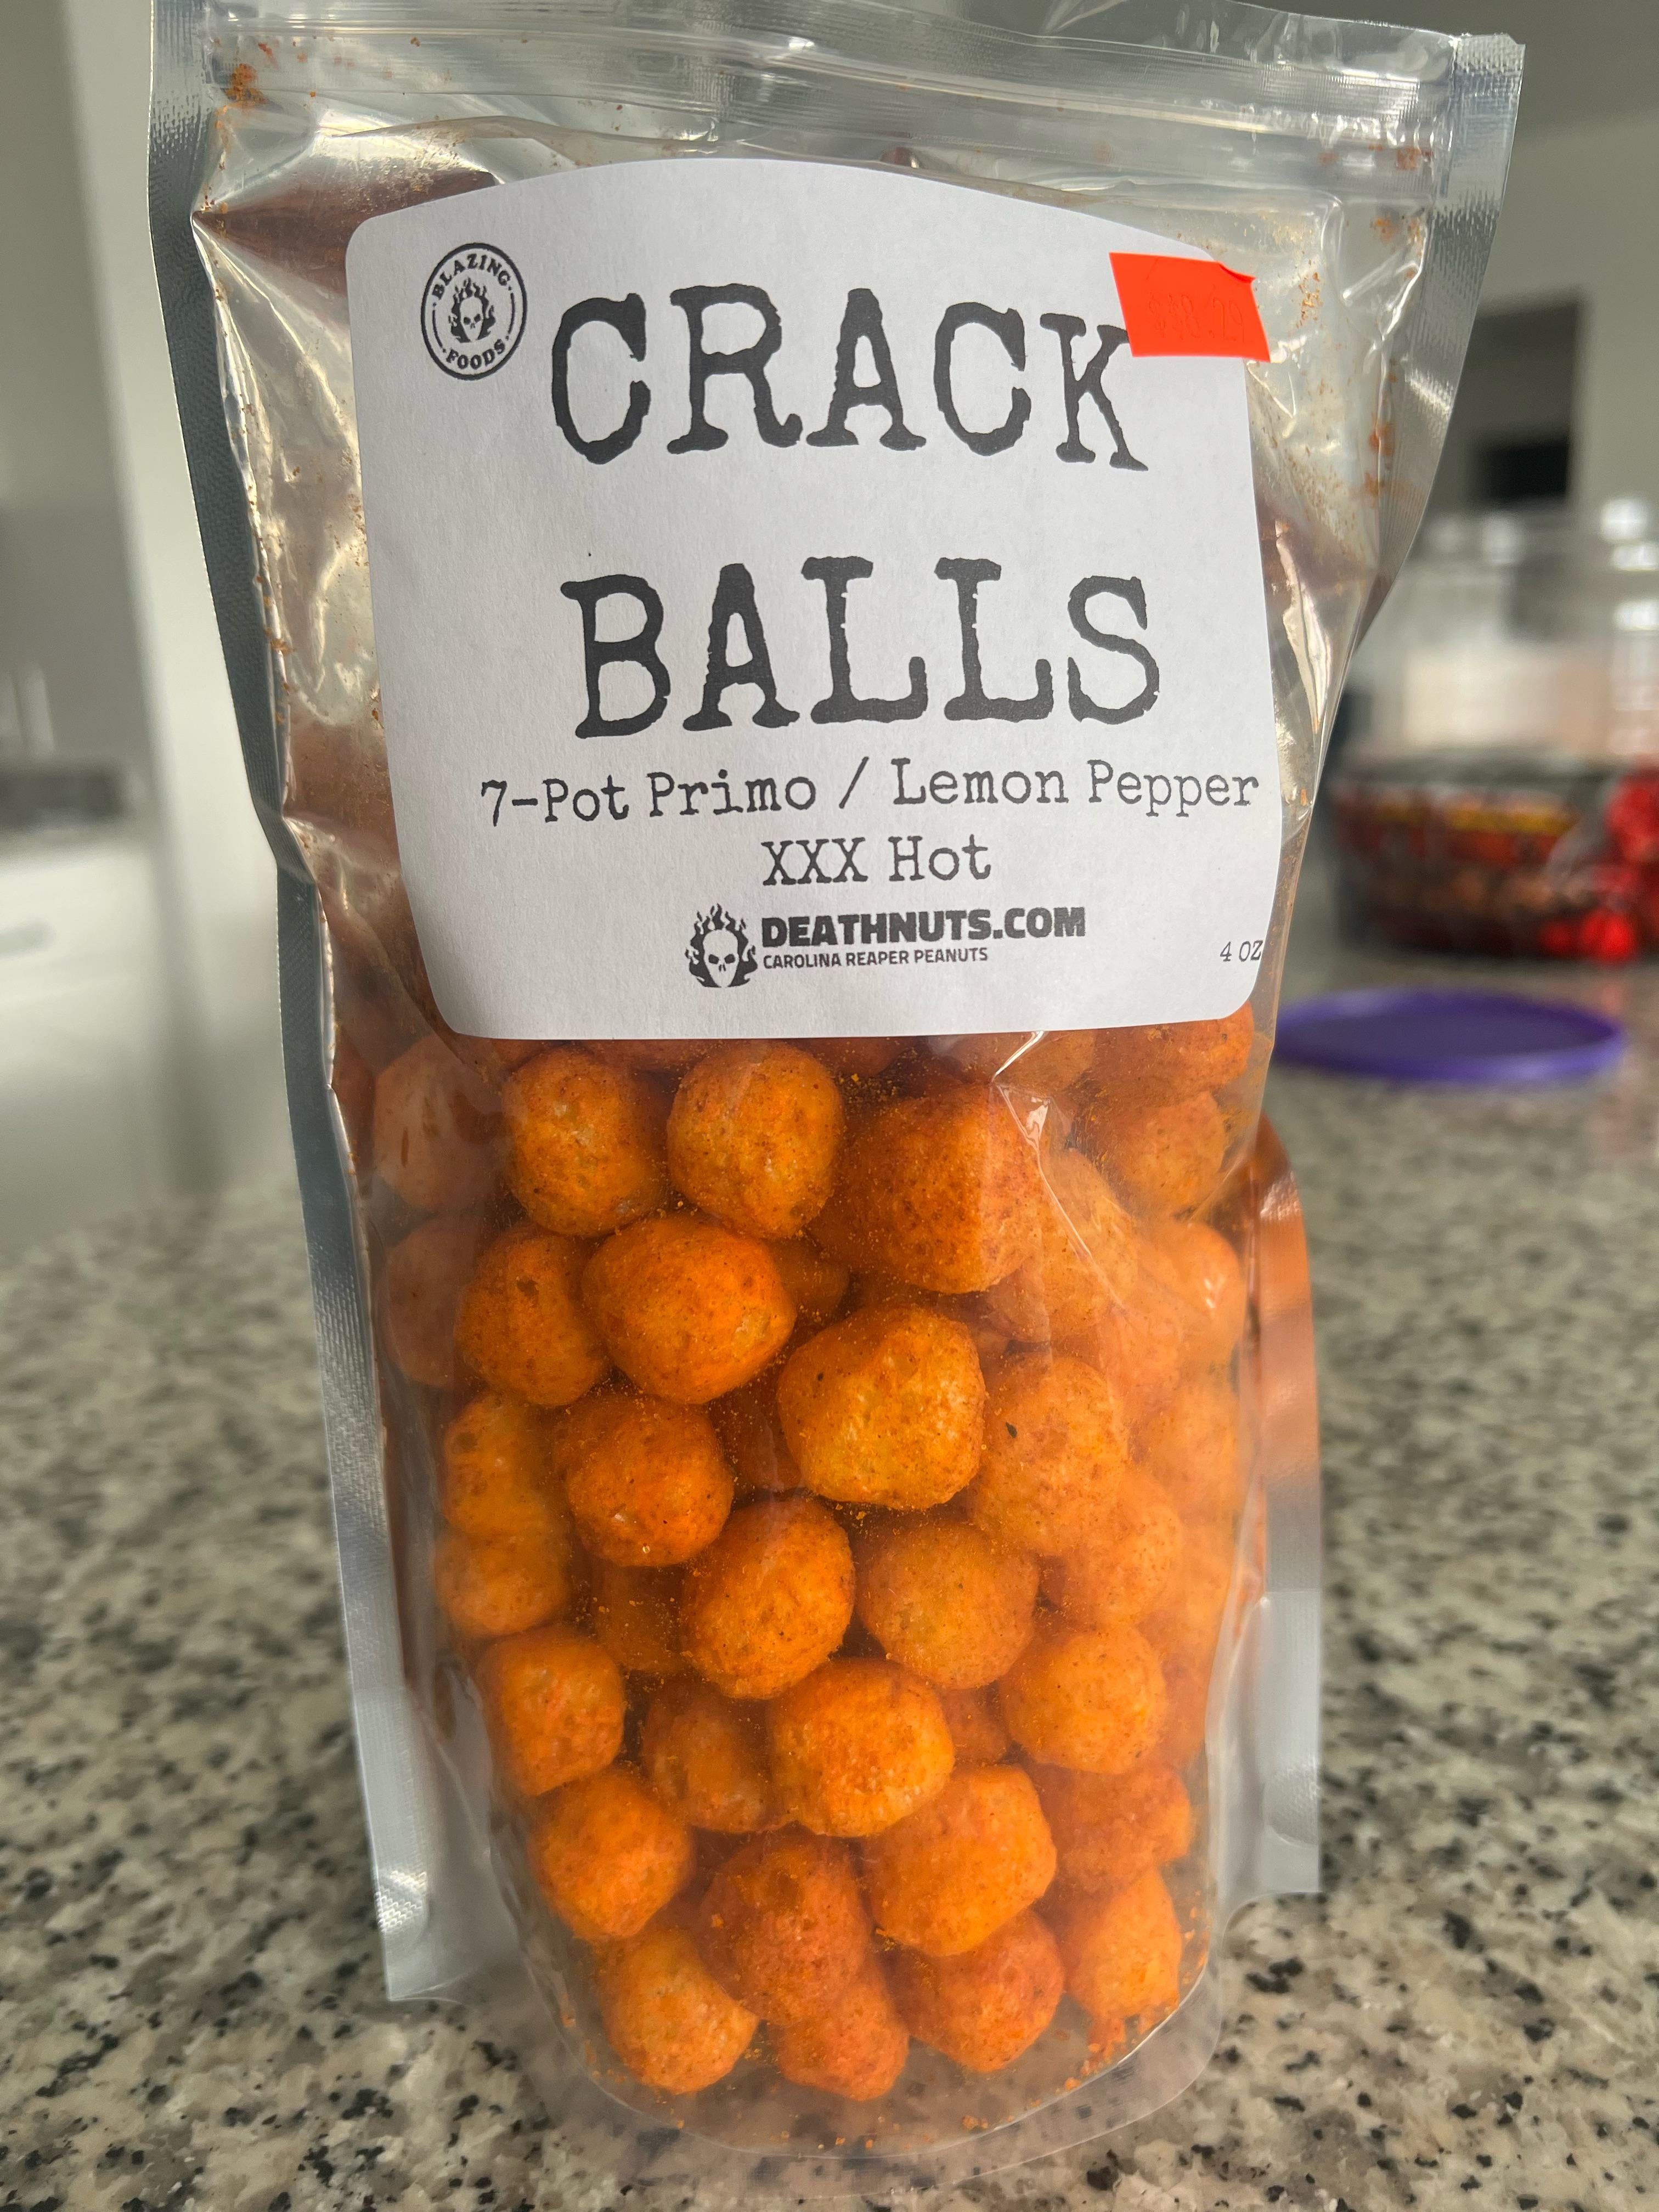 BLAZING
FOODS
CRACK
BALLS
7-Pot Primo / Lemon Pepper
XXX Hot
DEATHNUTS.COM
CAROLINA REAPER PEANUTS
4 OZ